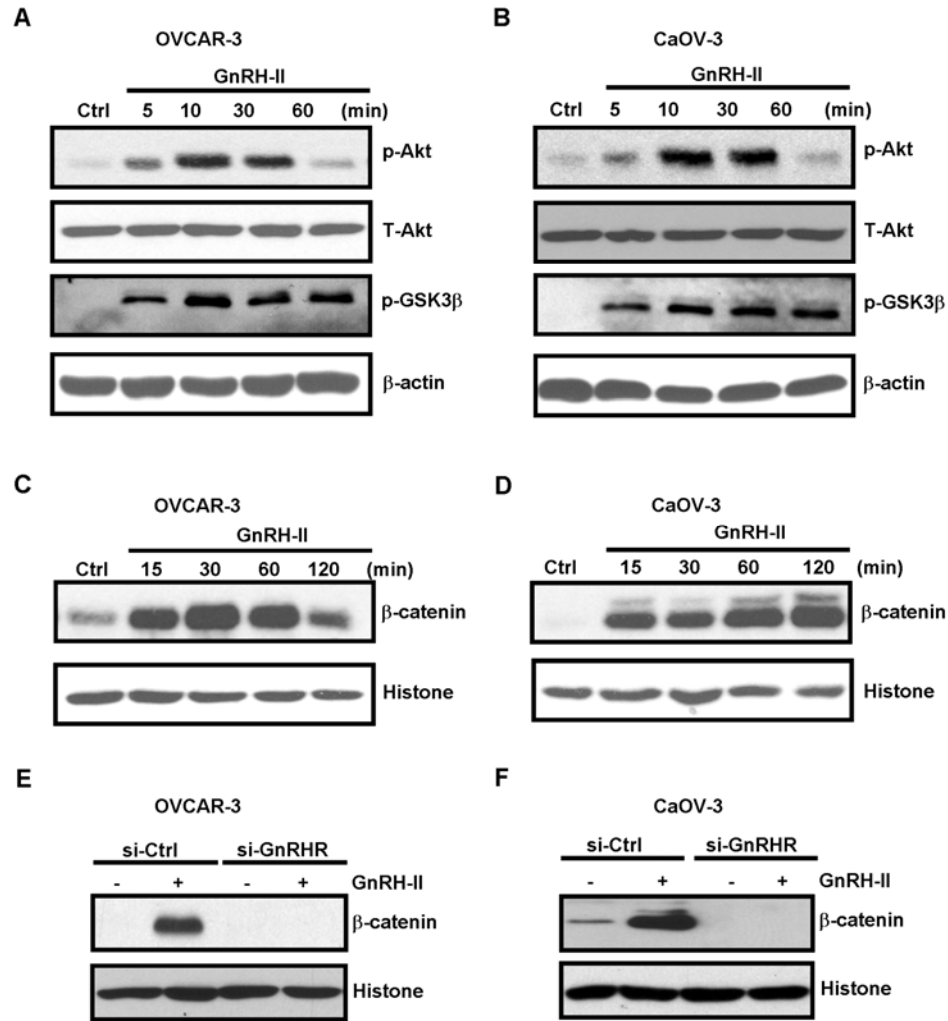 A
OVCAR-3
GnRH-II
Ctrl 5 10 30 60 (min)
p-Akt
T-Akt
p-GSK3β
β-actin
B
CaOV-3
GnRH-II
Ctrl 5 10 30 60 (min)
p-Akt
T-Akt
p-GSK3β
β-actin
C
OVCAR-3
GnRH-II
Ctrl 15 30 60 120 (min)
β-catenin
Histone
D
CaOV-3
GnRH-II
Ctrl 15 30 60 120 (min)
β-catenin
Histone
E
OVCAR-3
si-Ctrl si-GnRHR
- + - + GnRH-II
β-catenin
Histone
F
CaOV-3
si-Ctrl si-GnRHR
- + - + GnRH-II
β-catenin
Histone